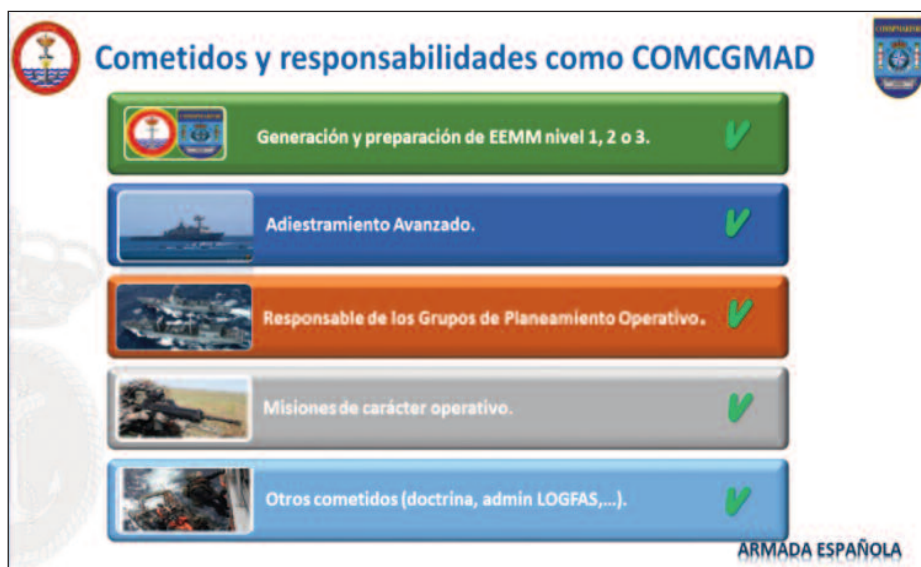 Cometidos y responsabilidades como COMCGMAD
Generación y preparación de EEMM nivel 1, 2 o 3.
Adiestramiento Avanzado.
Responsable de los Grupos de Planeamiento Operativo.
Misiones de carácter operativo.
Otros cometidos (doctrina, admin LOGFAS,...).
ARMADA ESPAÑOLA